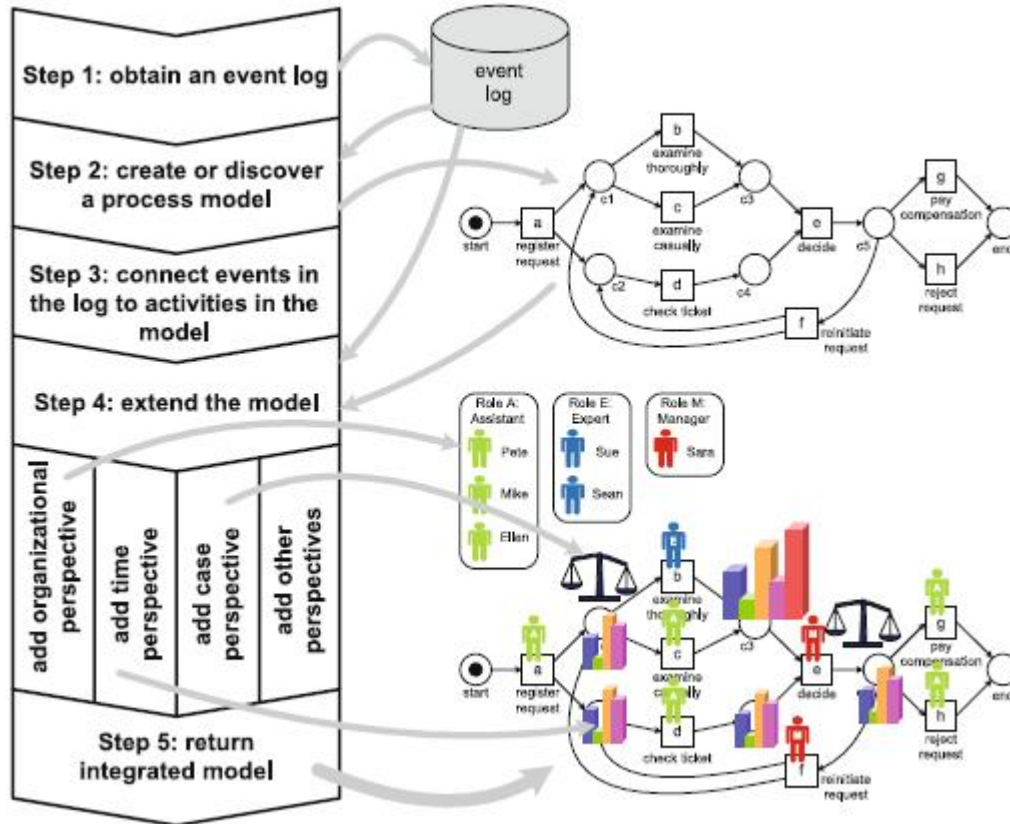 Step 1: obtain an event log
Step 2: create or discover
a process model
Step 3: connect events in
the log to activities in the
model
Step 4: extend the model
add organizational
perspective
add time
perspective
add case
perspective
add other
perspectives
Step 5: return
integrated model
event
log
start
a
register
request
c1
c2
b
examine
thoroughly
c
examine
casually
d
check ticket
c3
c4
e
decide
c5
f
reinitiate
request
g
pay
compensation
h
reject
request
end
Role A:
Assistant
Pete
Mike
Ellen
Role E:
Expert
Sue
Sean
Role M:
Manager
Sara
start
A
a
register
request
E
b
examine
thoroughly
A
c
examine
casually
A
d
check ticket
c3
M
e
decide
M
f
reinitiate
request
A
g
pay
compensation
A
h
reject
request
end